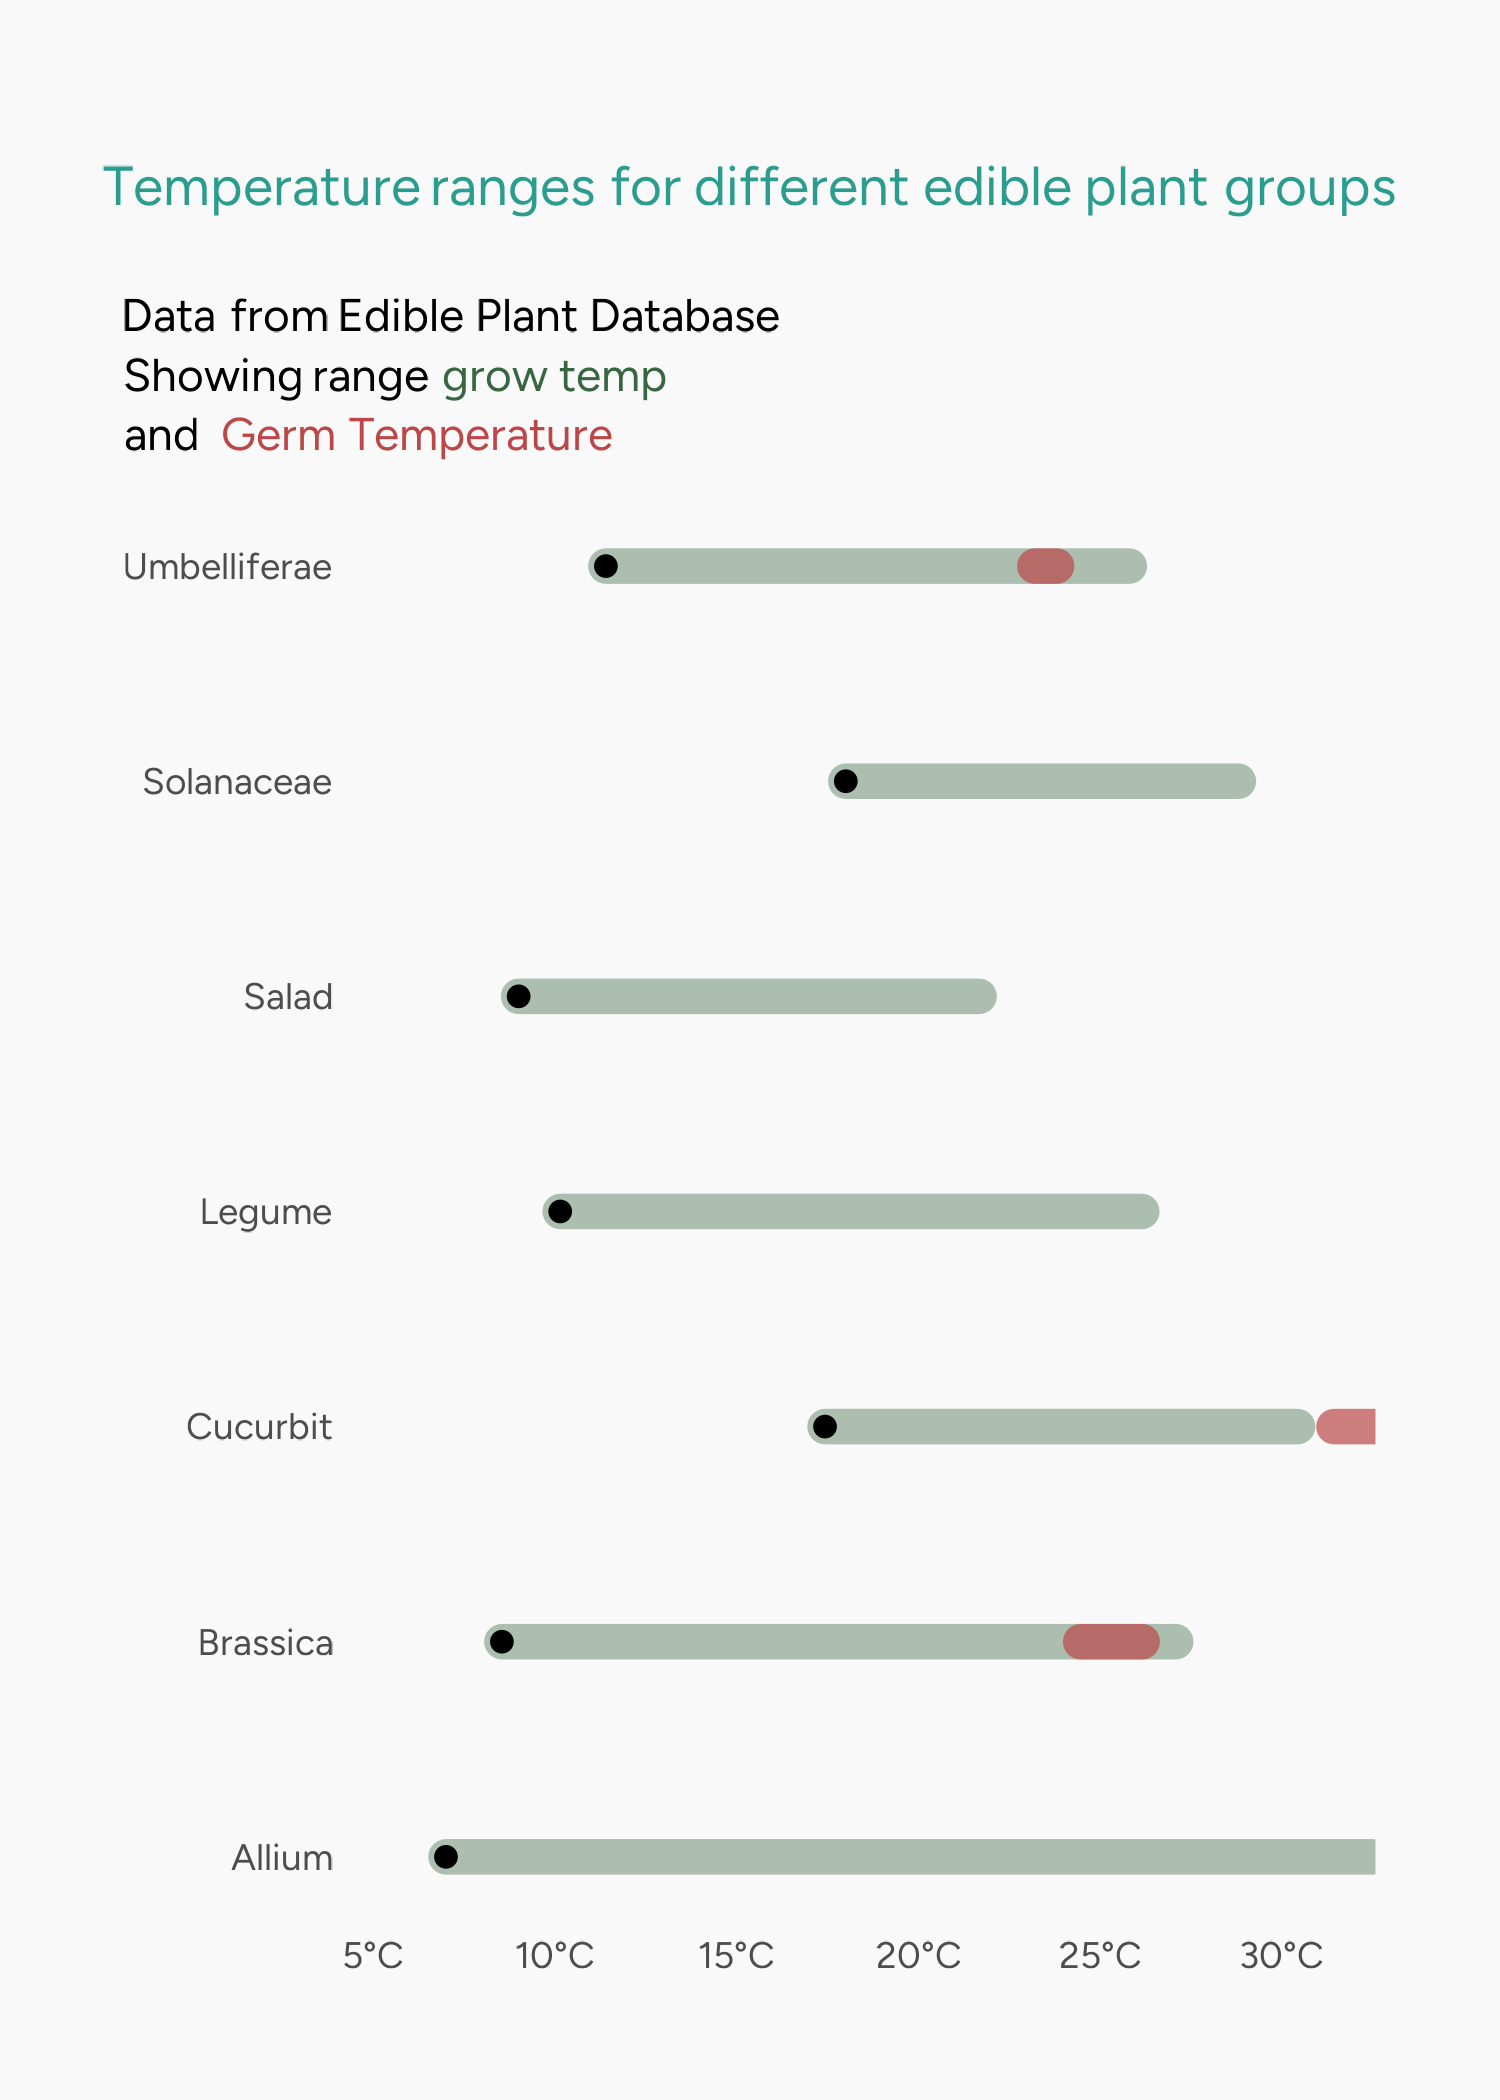 Temperature ranges for different edible plant groups
Data from Edible Plant Database
Showing range grow temp
and Germ Temperature
Umbelliferae
Solanaceae
Salad
Legume
Cucurbit
Brassica
Allium
5°C 10°C 15°C 20°C 25°C 30°C